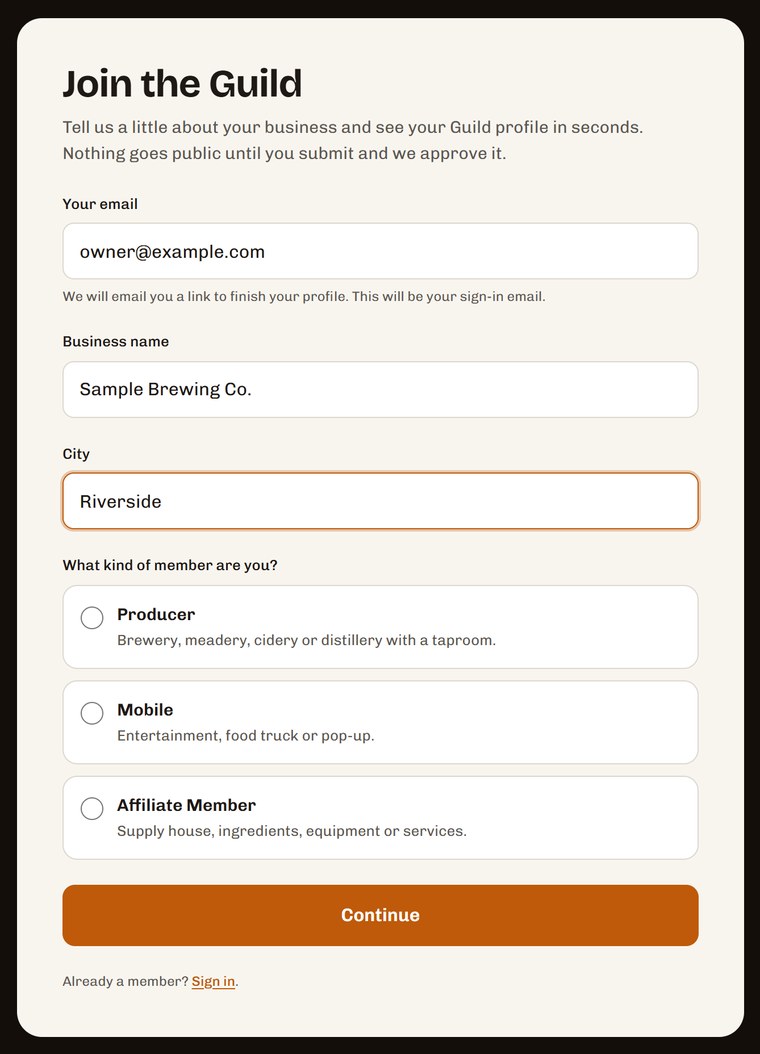 Join the Guild
Tell us a little about your business and see your Guild profile in seconds.
Nothing goes public until you submit and we approve it.
Your email
owner@example.com
We will email you a link to finish your profile. This will be your sign-in email.
Business name
Sample Brewing Co.
City
Riverside
What kind of member are you?
Producer
Brewery, meadery, cidery or distillery with a taproom.
Mobile
Entertainment, food truck or pop-up.
Affiliate Member
Supply house, ingredients, equipment or services.
Continue
Already a member? Sign in.